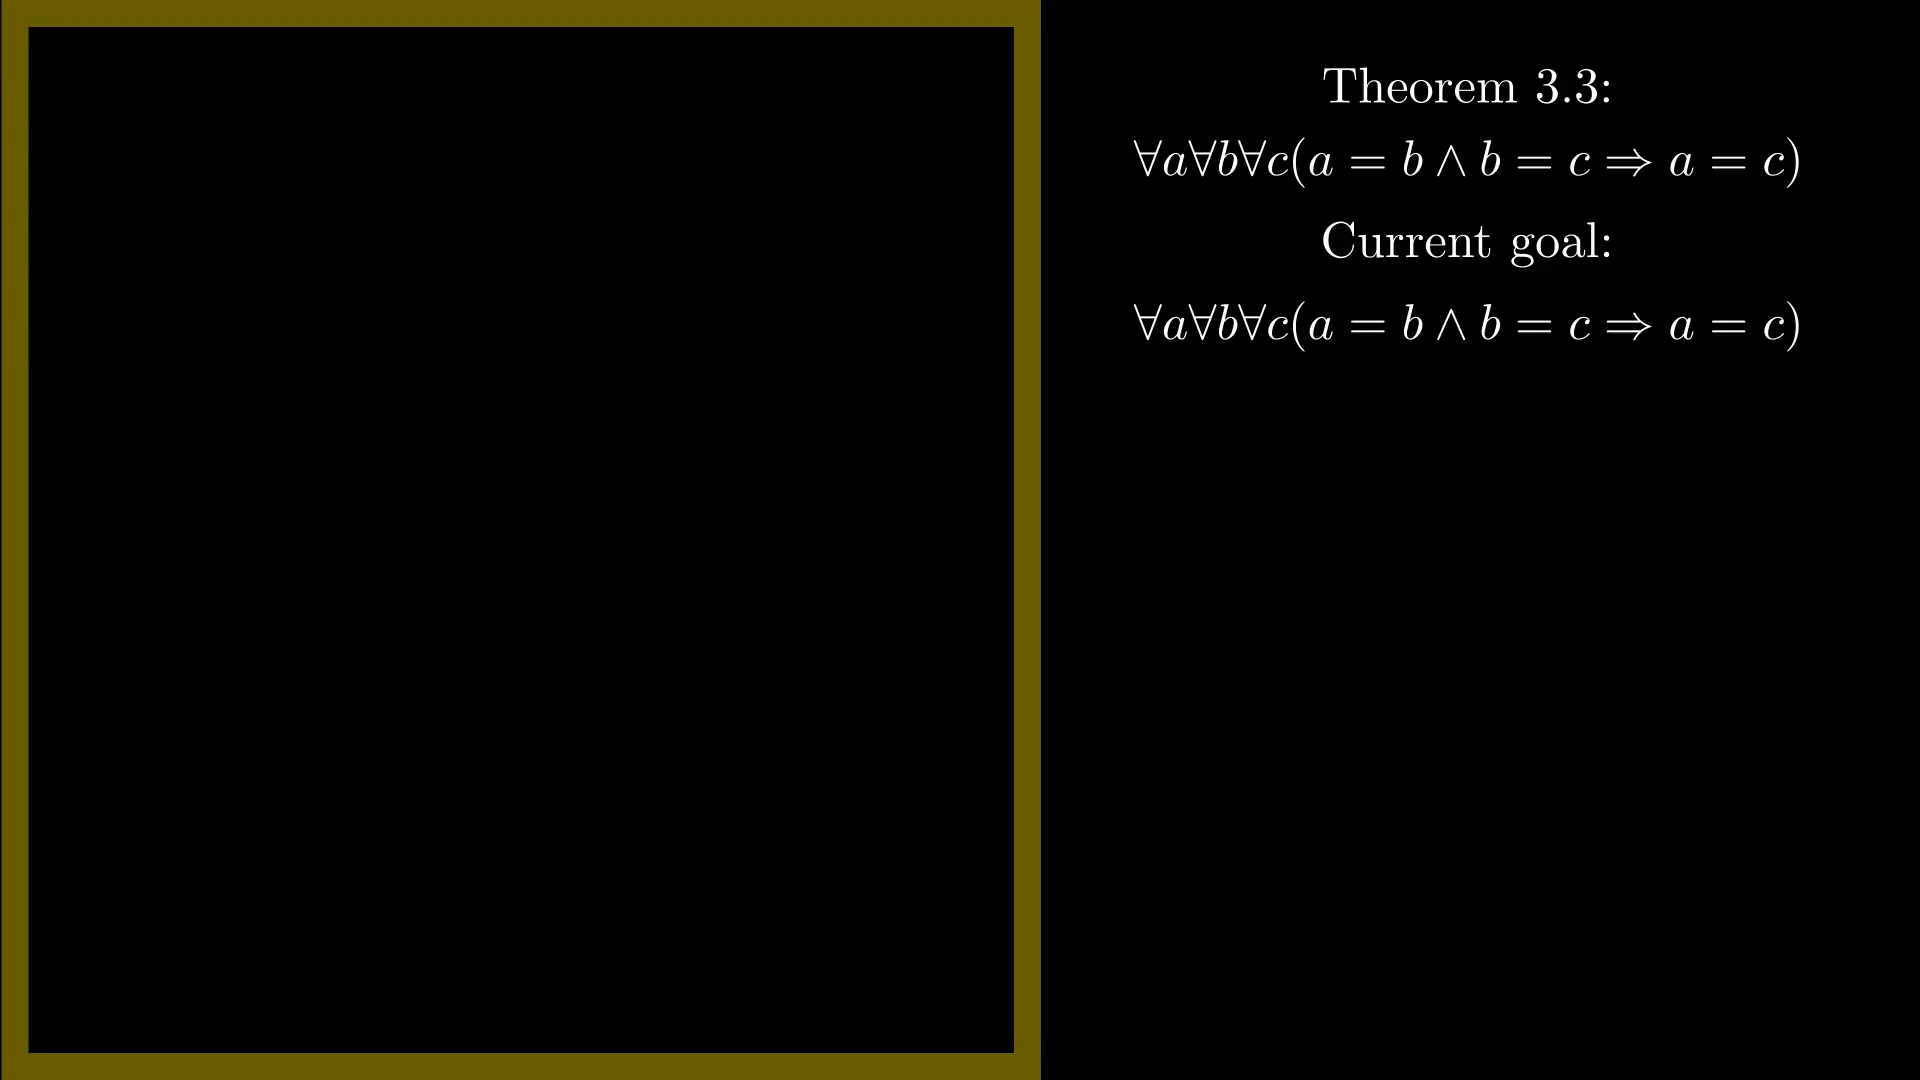 Theorem 3.3:
∀a∀b∀c(a = b ∧ b = c ⇒ a = c)
Current goal:
∀a∀b∀c(a = b ∧ b = c ⇒ a = c)